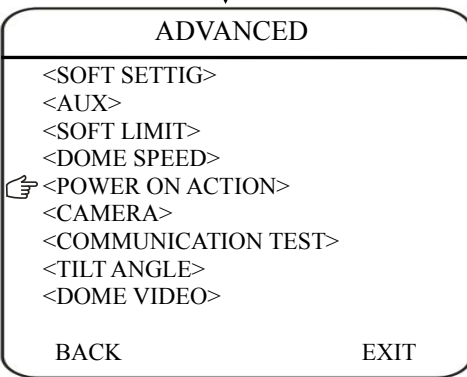 ADVANCED
<SOFT SETTIG>
<AUX>
<SOFT LIMIT>
<DOME SPEED>
<POWER ON ACTION>
<CAMERA>
<COMMUNICATION TEST>
<TILT ANGLE>
<DOME VIDEO>
BACK EXIT